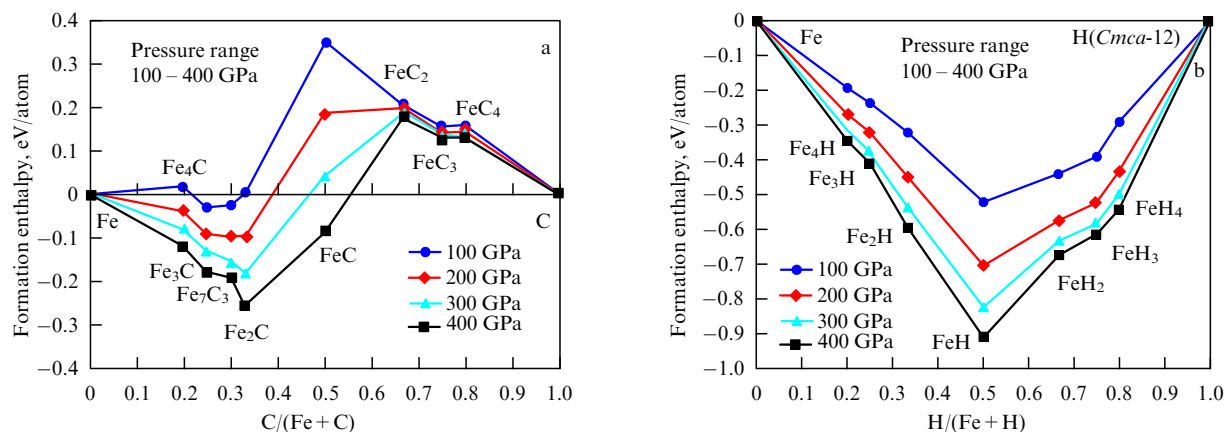 a
Pressure range
100 – 400 GPa
Formation enthalpy, eV/atom
0.4
0.3
0.2
0.1
0
−0.1
−0.2
−0.3
0.4
Fe
Fe4C
Fe3C
Fe7C3
Fe2C
FeC
FeC2
FeC3
FeC4
C
100 GPa
200 GPa
300 GPa
400 GPa
0 0.1 0.2 0.3 0.4 0.5 0.6 0.7 0.8 0.9 1.0
C/(Fe + C)
b
Fe
Pressure range
100 – 400 GPa
H(Cmca-12)
Formation enthalpy, eV/atom
0
−0.1
−0.2
−0.3
−0.4
−0.5
−0.6
−0.7
−0.8
−0.9
−1.0
Fe4H
Fe3H
Fe2H
FeH
FeH2
FeH3
FeH4
100 GPa
200 GPa
300 GPa
400 GPa
0 0.1 0.2 0.3 0.4 0.5 0.6 0.7 0.8 0.9 1.0
H/(Fe + H)